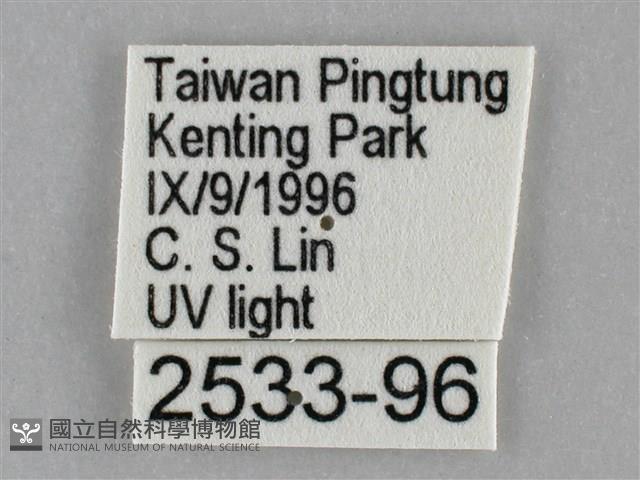 Taiwan Pingtung
Kenting Park
IX/9/1996
C. S. Lin
UV light
2533-96
國立自然科學博物館
NATIONAL MUSEUM OF NATURAL SCIENCE